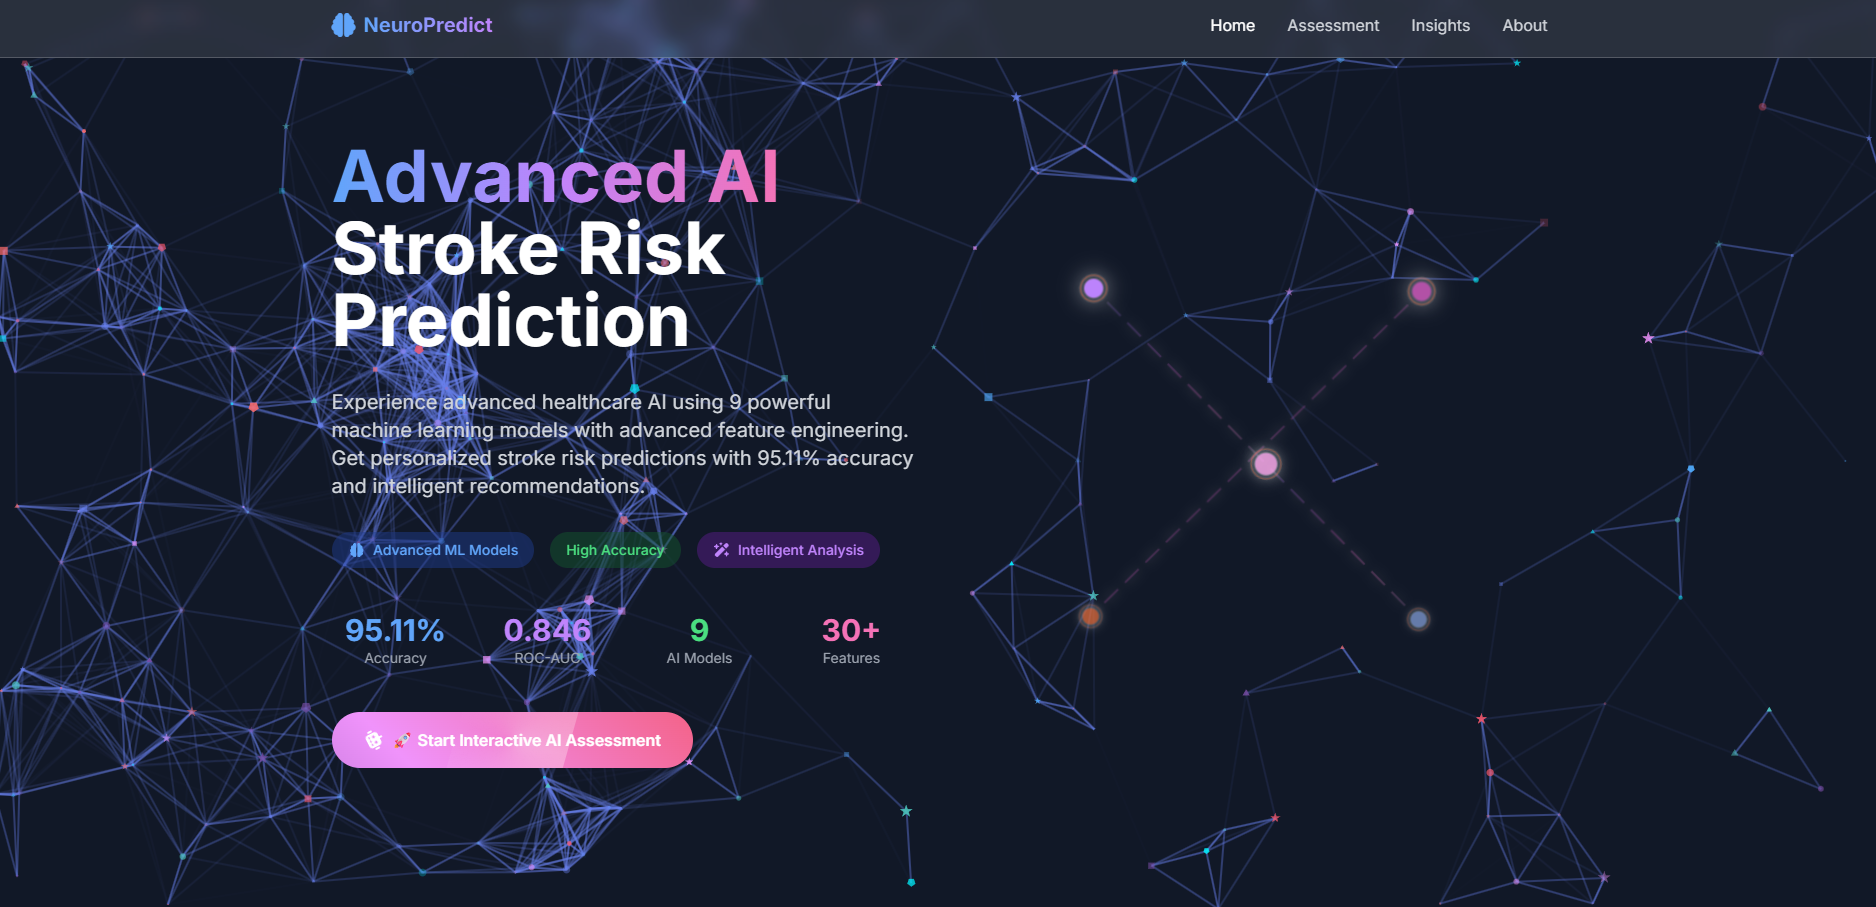 NeuroPredict
Home Assessment Insights About
Advanced AI
Stroke Risk
Prediction
Experience advanced healthcare AI using 9 powerful
machine learning models with advanced feature engineering.
Get personalized stroke risk predictions with 95.11% accuracy
and intelligent recommendations.
Advanced ML Models High Accuracy Intelligent Analysis
95.11% 0.846 9 30+
Accuracy ROC-AUC AI Models Features
🚀 Start Interactive AI Assessment